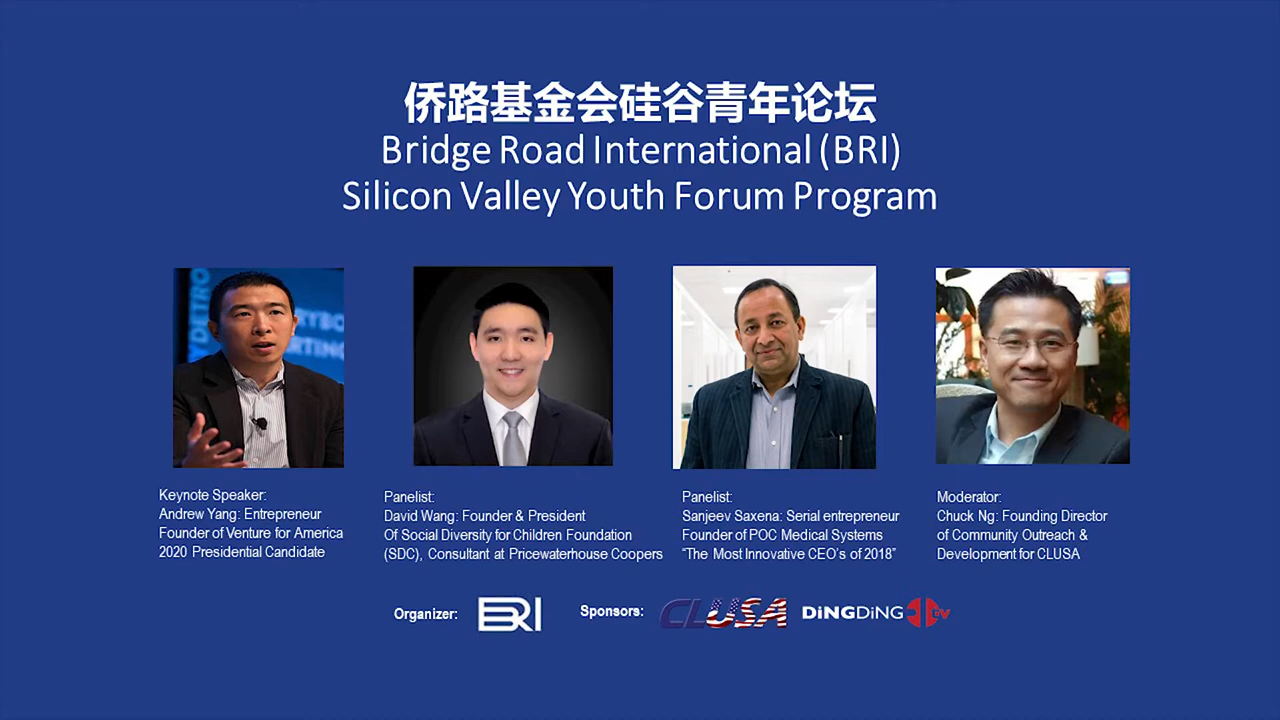 侨路基金会硅谷青年论坛
Bridge Road International (BRI)
Silicon Valley Youth Forum Program
Keynote Speaker:
Andrew Yang: Entrepreneur
Founder of Venture for America
2020 Presidential Candidate
Panelist:
David Wang: Founder & President
Of Social Diversity for Children Foundation
(SDC), Consultant at Pricewaterhouse Coopers
Panelist:
Sanjeev Saxena: Serial entrepreneur
Founder of POC Medical Systems
“The Most Innovative CEO’s of 2018”
Moderator:
Chuck Ng: Founding Director
of Community Outreach &
Development for CLUSA
Organizer: BRI Sponsors: CLUSA DiNGDiNG TV